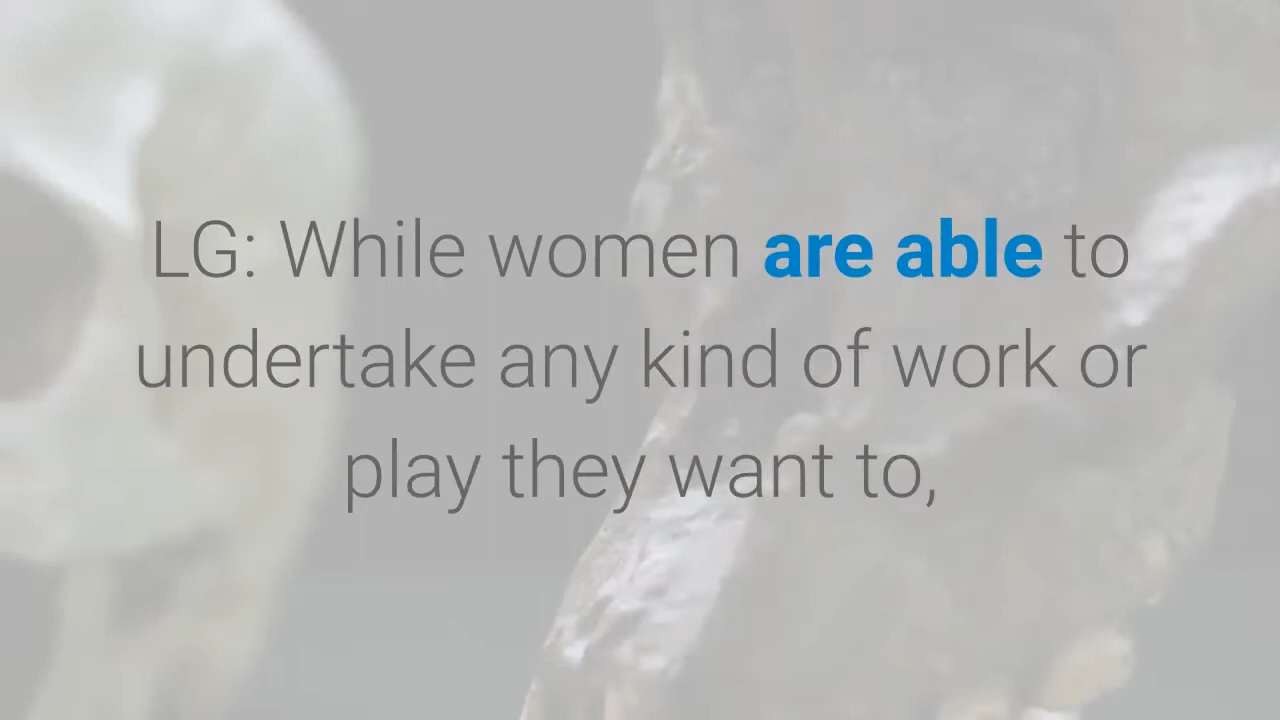 LG: While women are able to
undertake any kind of work or
play they want to,